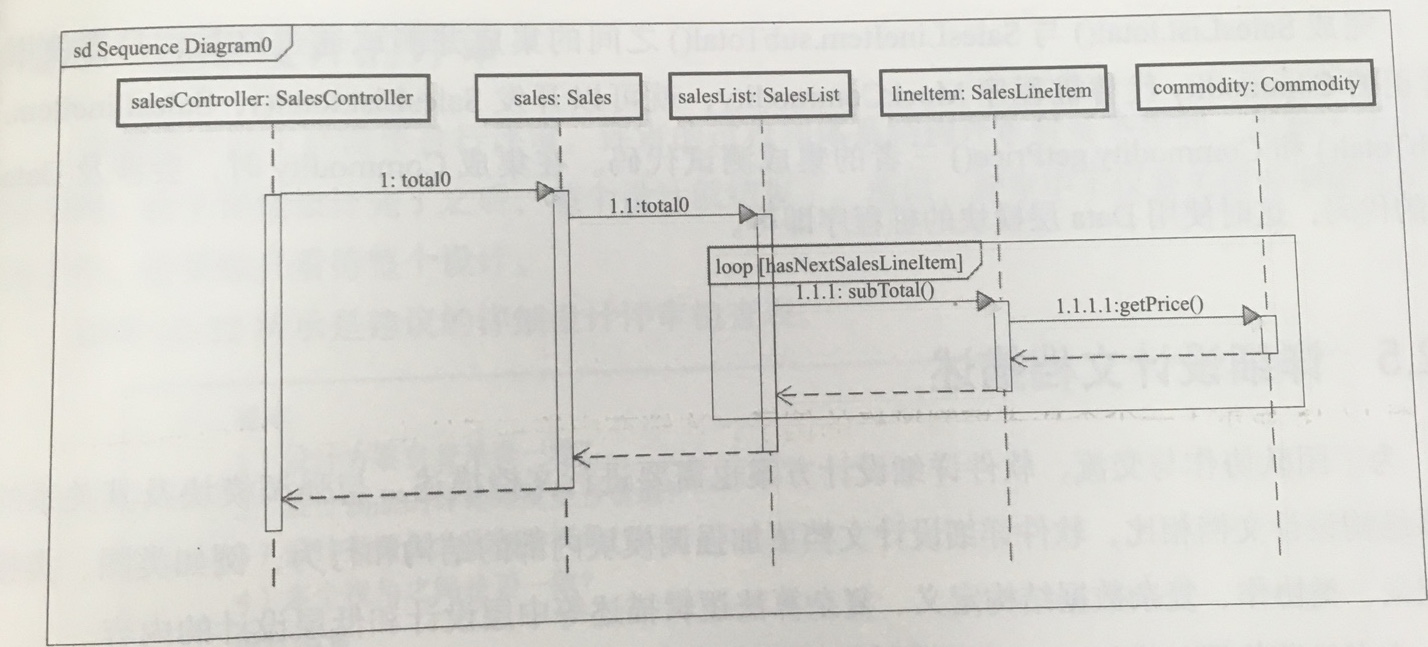 sd Sequence Diagram0
salesController: SalesController
sales: Sales
salesList: SalesList
lineItem: SalesLineItem
commodity: Commodity
1: total0
1.1:total0
loop [hasNextSalesLineItem]
1.1.1: subTotal()
1.1.1.1:getPrice()